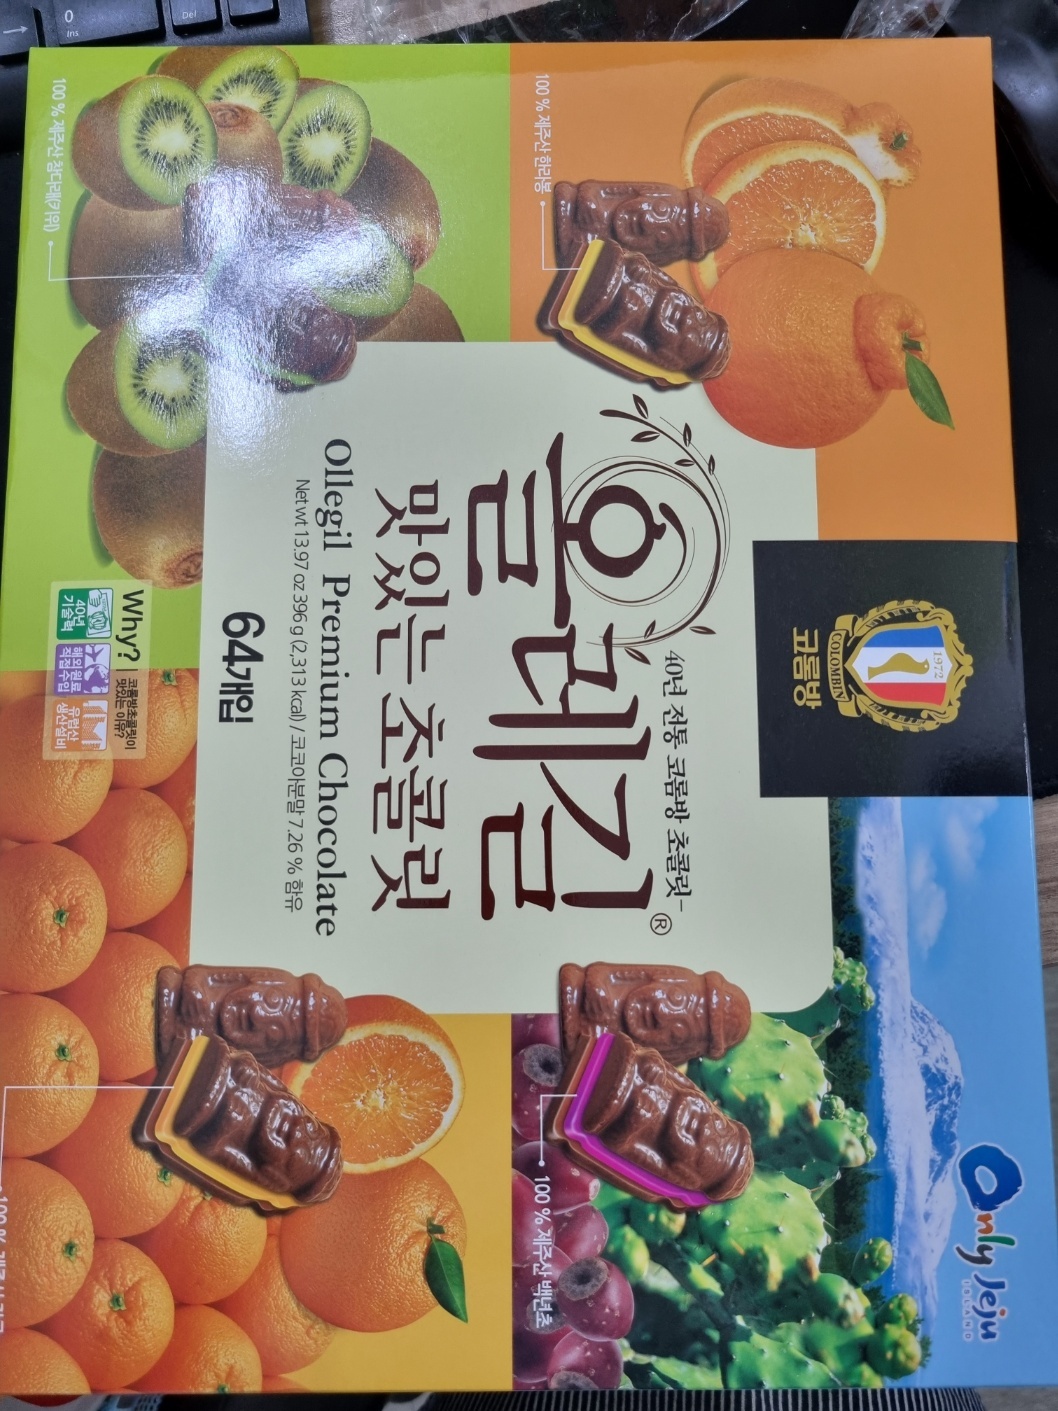 0
Ins
Del
100 % 제주산 한라봉
100 % 제주산 참다래(키위)
1972
COLOMBIN
코롬방
40년 전통 코롬방 초콜릿
올레길®
맛있는 초콜릿
Ollegil Premium Chocolate
Net wt 13.97 oz 396 g (2,313 kcal) / 코코아분말 7.26 % 함유
64개입
Why?
코롬방초콜릿이
맛있는 이유?
40년
기술력
해외원료
직접수입
유럽산
생산설비
Only Jeju
ISLAND
100 % 제주산 백년초